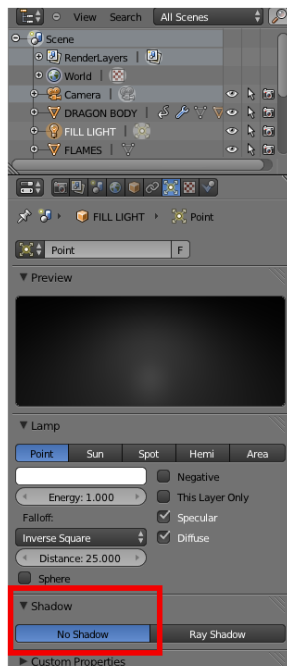 View Search All Scenes
Scene
RenderLayers |
World |
Camera |
DRAGON BODY |
FILL LIGHT |
FLAMES |
FILL LIGHT Point
Point F
Preview
Lamp
Point Sun Spot Hemi Area
Negative
Energy: 1.000 This Layer Only
Falloff: Specular
Inverse Square Diffuse
Distance: 25.000
Sphere
Shadow
No Shadow Ray Shadow
Custom Properties